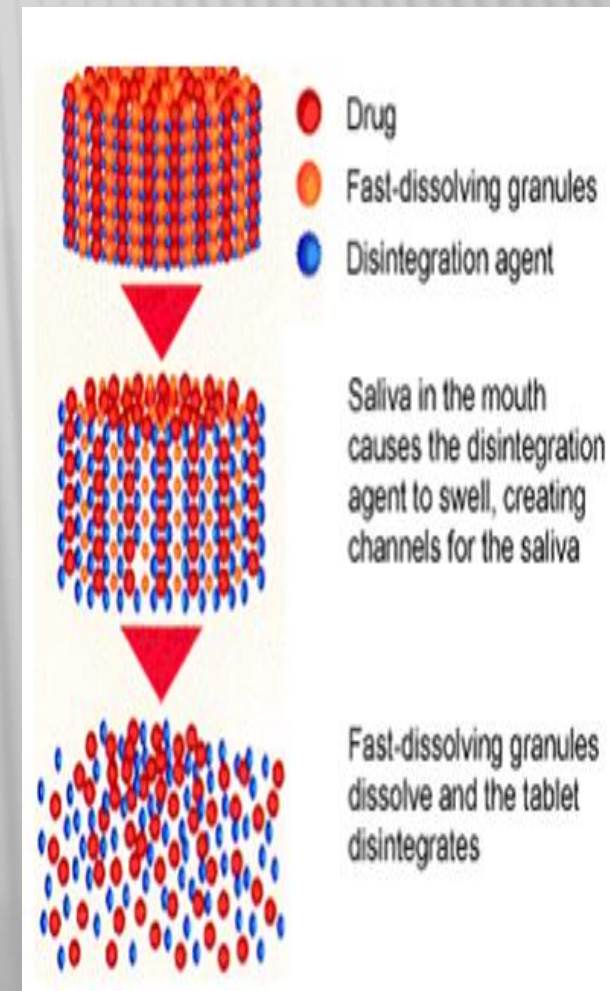 Drug
Fast-dissolving granules
Disintegration agent
Saliva in the mouth
causes the disintegration
agent to swell, creating
channels for the saliva
Fast-dissolving granules
dissolve and the tablet
disintegrates